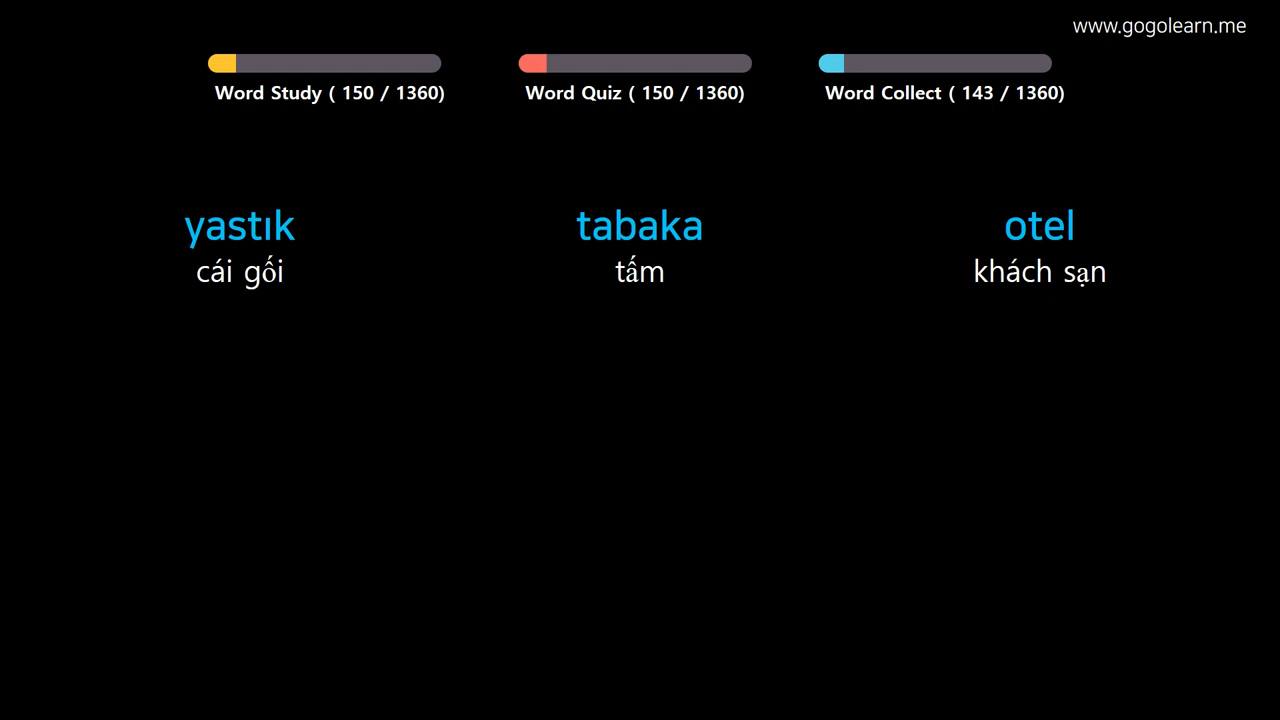 www.gogolearn.me
Word Study ( 150 / 1360)
Word Quiz ( 150 / 1360)
Word Collect ( 143 / 1360)
yastık
cái gối
tabaka
tấm
otel
khách sạn